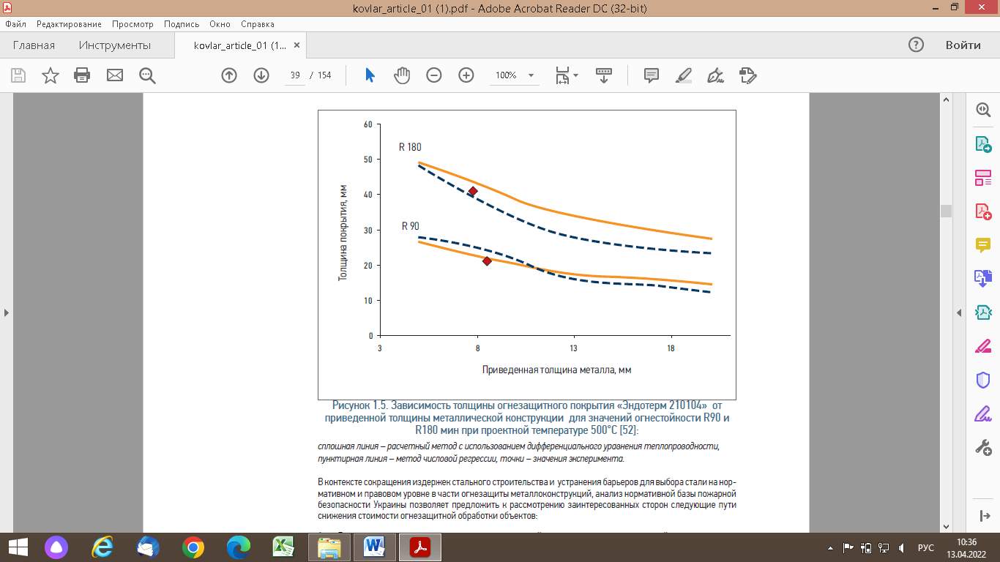 kovlar_article_01 (1).pdf - Adobe Acrobat Reader DC (32-bit)
Файл Редактирование Просмотр Подпись Окно Справка
Главная Инструменты kovlar_article_01 (1... × Войти
39 / 154 100%
60
50
40
30
20
10
0
R 180
R 90
Толщина покрытия, мм
3 8 13 18
Приведенная толщина металла, мм
Рисунок 1.5. Зависимость толщины огнезащитного покрытия «Эндотерм 210104» от
приведенной толщины металлической конструкции для значений огнестойкости R90 и
R180 мин при проектной температуре 500°С [52]:
сплошная линия – расчетный метод с использованием дифференциального уравнения теплопроводности,
пунктирная линия – метод числовой регрессии, точки – значения эксперимента.
В контексте сокращения издержек стального строительства и устранения барьеров для выбора стали на нор-
мативном и правовом уровне в части огнезащиты металлоконструкций, анализ нормативной базы пожарной
безопасности Украины позволяет предложить к рассмотрению заинтересованных сторон следующие пути
снижения стоимости огнезащитной обработки объектов:
РУС
10:36
13.04.2022